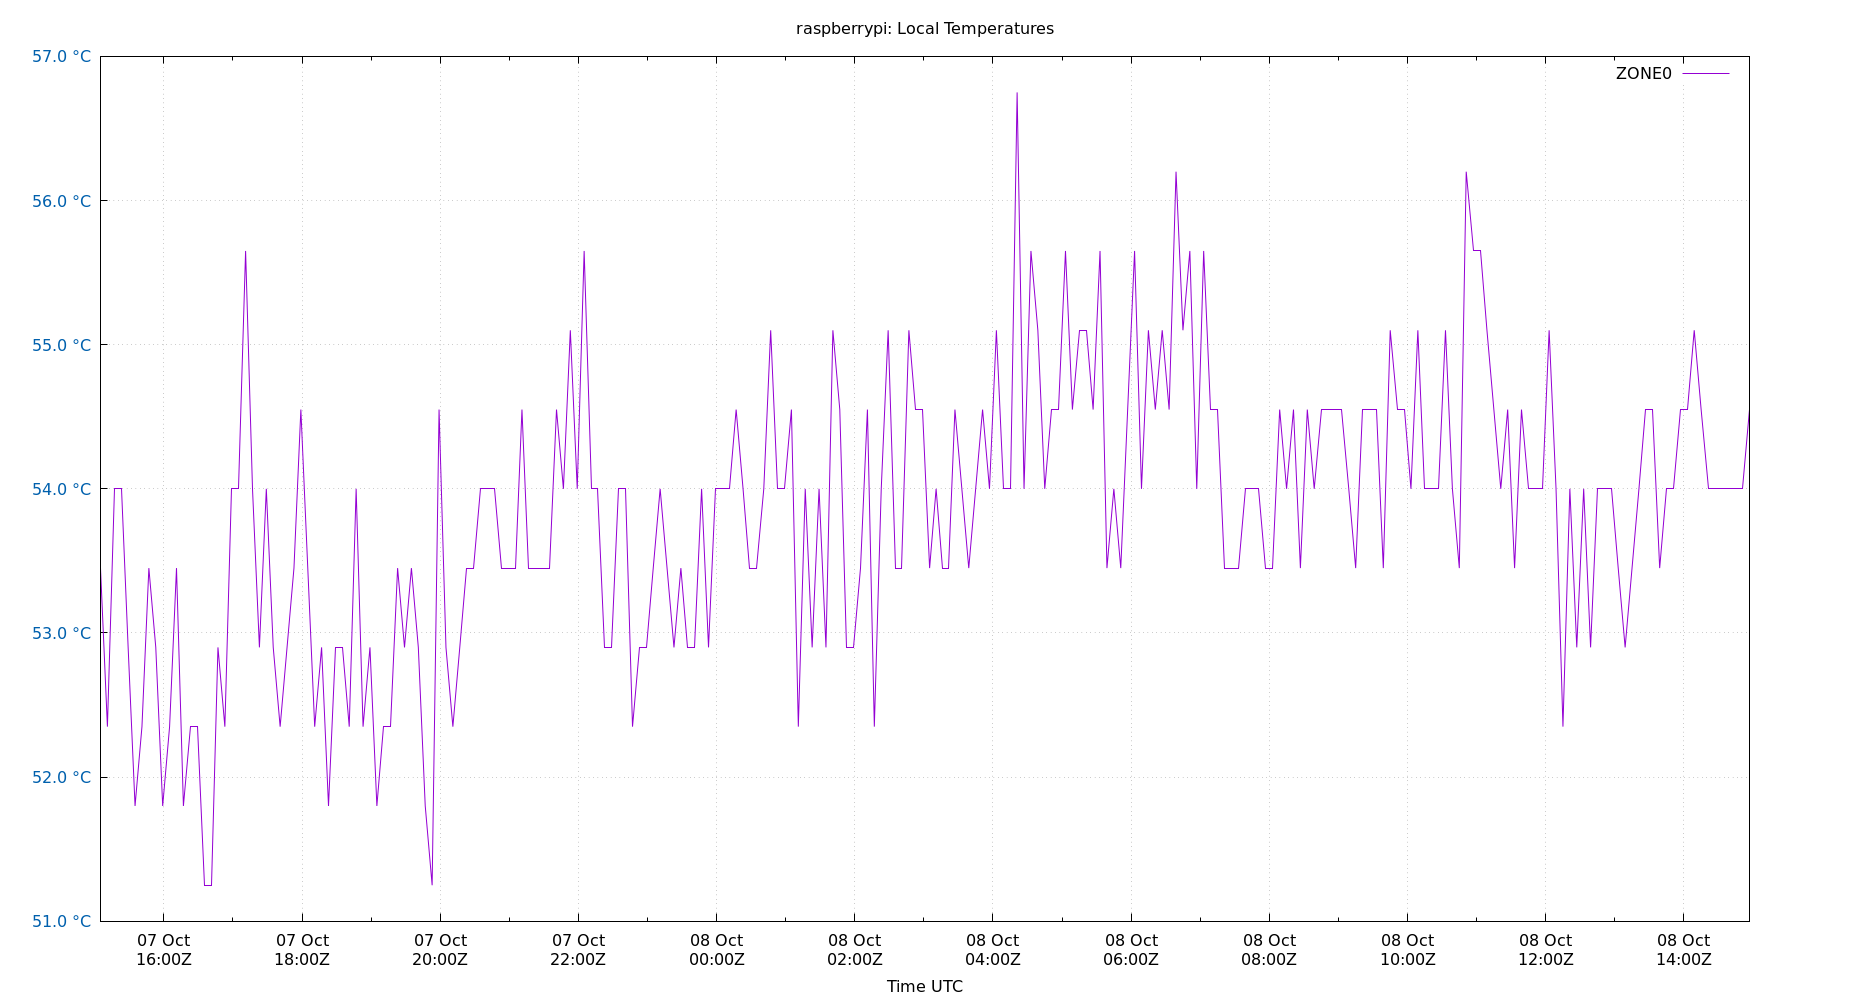 raspberrypi: Local Temperatures
57.0 °C
ZONE0
56.0 °C
55.0 °C
54.0 °C
53.0 °C
52.0 °C
51.0 °C
07 Oct 07 Oct 07 Oct 07 Oct 08 Oct 08 Oct 08 Oct 08 Oct 08 Oct 08 Oct 08 Oct 08 Oct
16:00Z 18:00Z 20:00Z 22:00Z 00:00Z 02:00Z 04:00Z 06:00Z 08:00Z 10:00Z 12:00Z 14:00Z
Time UTC